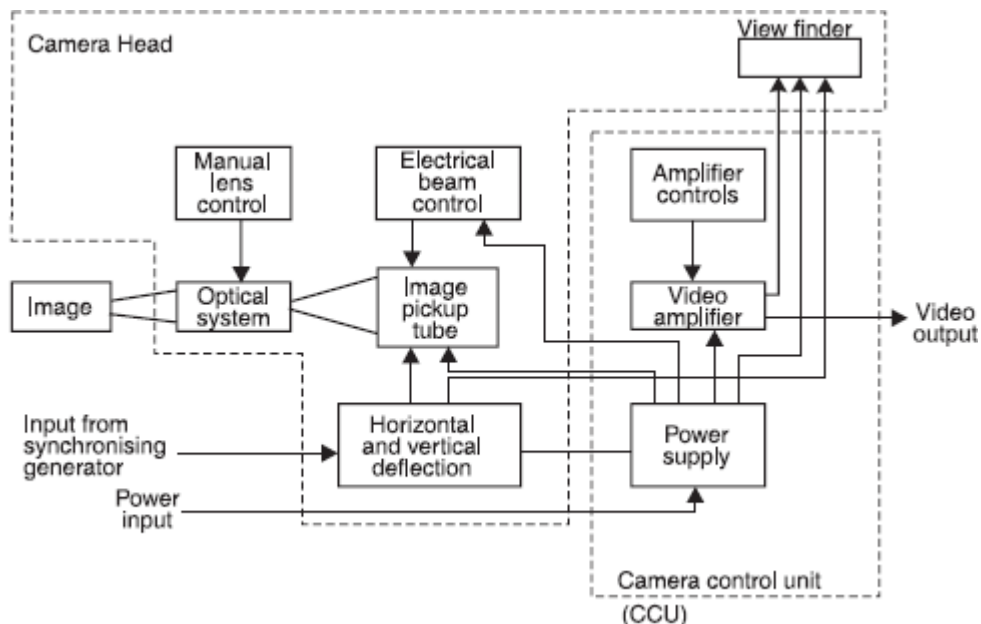 Camera Head
View finder
Manual
lens
control
Electrical
beam
control
Amplifier
controls
Image
Optical
system
Image
pickup
tube
Video
amplifier
Video
output
Input from
synchronising
generator
Horizontal
and vertical
deflection
Power
supply
Power
input
Camera control unit
(CCU)